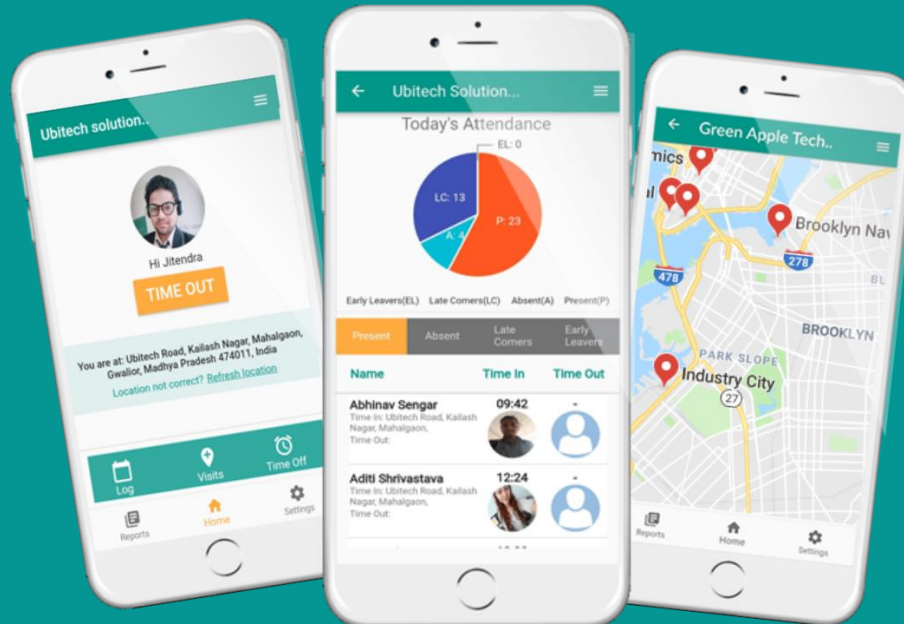 Ubitech solution..
Hi Jitendra
TIME OUT
You are at: Ubitech Road, Kailash Nagar, Mahalgaon,
Gwalior, Madhya Pradesh 474011, India
Location not correct? Refresh location
Log
Visits
Time Off
Reports
Home
Settings
Ubitech Solution...
Today's Attendance
EL: 0
LC: 13
P: 23
A: 4
Early Leavers(EL) Late Comers(LC) Absent(A) Present(P)
Present
Absent
Late
Comers
Early
Leavers
Name Time In Time Out
Abhinav Sengar 09:42 -
Time In: Ubitech Road, Kailash
Nagar, Mahalgaon,
Time Out:
Aditi Shrivastava 12:24 -
Time In: Ubitech Road, Kailash
Nagar, Mahalgaon,
Time Out:
Green Apple Tech..
mics
al
Brooklyn Nav
278
478
BU
BROOKLYN
PARK SLOPE
Industry City
27
Reports
Home
Settings